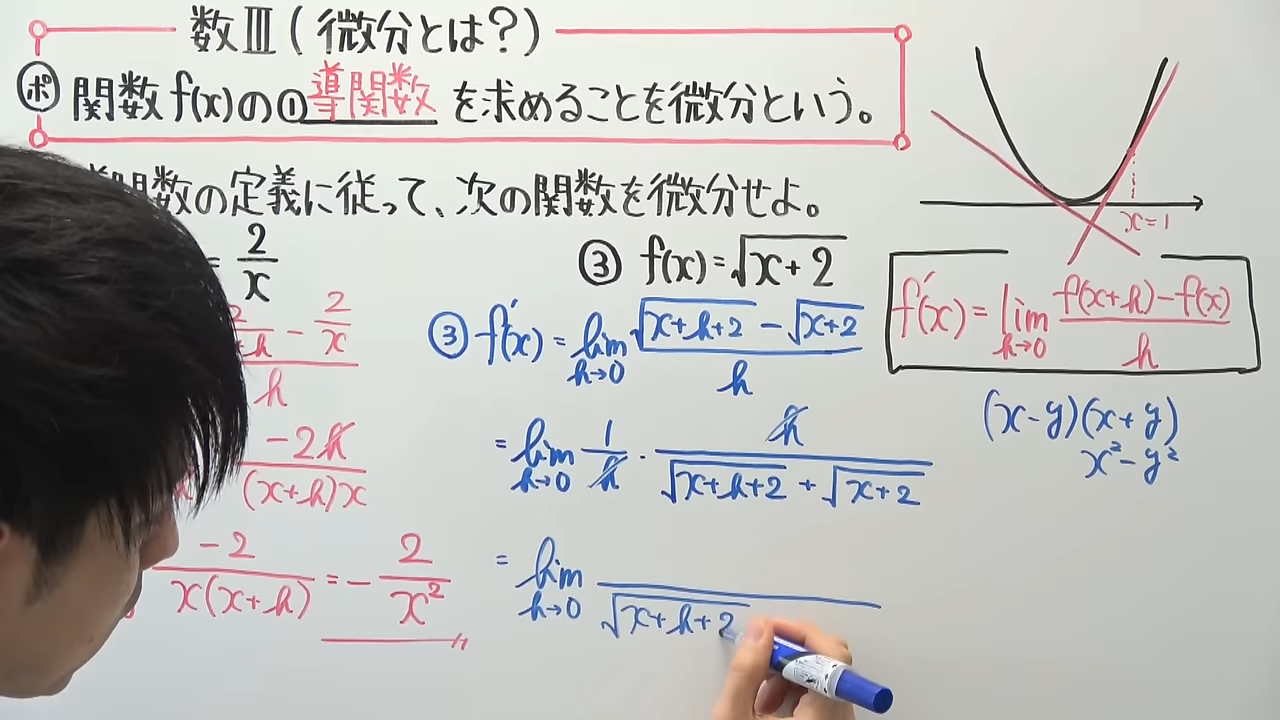 数Ⅲ(微分とは?)
ポ 関数f(x)の①導関数を求めることを微分という。
関数の定義に従って、次の関数を微分せよ。
= 2/x
③ f(x)=√(x+2)
2/ - 2/x
h
-2h
(x+h)x
-2/x(x+h) = -2/x²
③ f'(x) = lim h→0 (√(x+h+2) - √(x+2))/h
= lim h→0 1/h · h/(√(x+h+2) + √(x+2))
= lim h→0
√(x+h+2
x=1
f'(x) = lim h→0 (f(x+h)-f(x))/h
(x-y)(x+y)
x²-y²